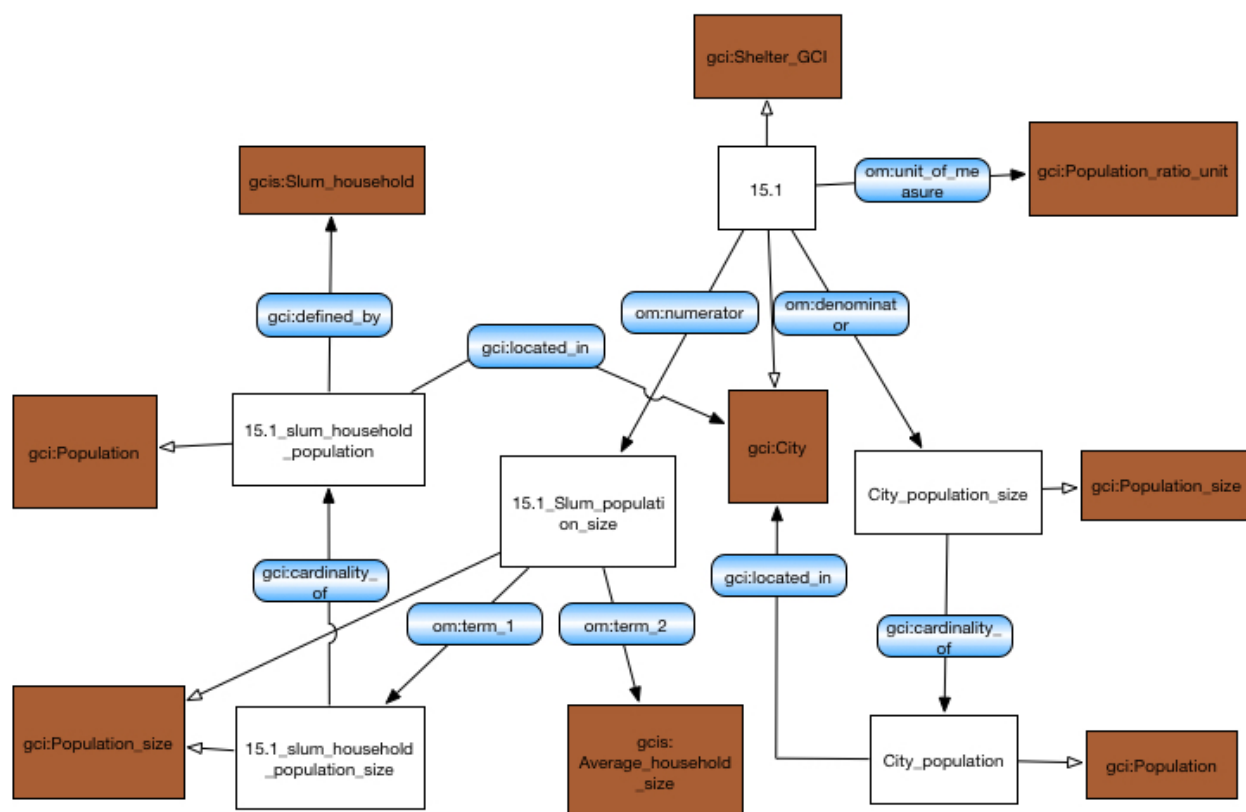 gci:Shelter_GCI
gcis:Slum_household
15.1
om:unit_of_me
asure
gci:Population_ratio_unit
gci:defined_by
om:numerator
om:denominat
or
gci:located_in
gci:Population
15.1_slum_household
_population
gci:City
15.1_Slum_populati
on_size
City_population_size
gci:Population_size
gci:cardinality_
of
gci:located_in
om:term_1
om:term_2
gci:cardinality_
of
gci:Population_size
15.1_slum_household
_population_size
gcis:
Average_household
_size
City_population
gci:Population